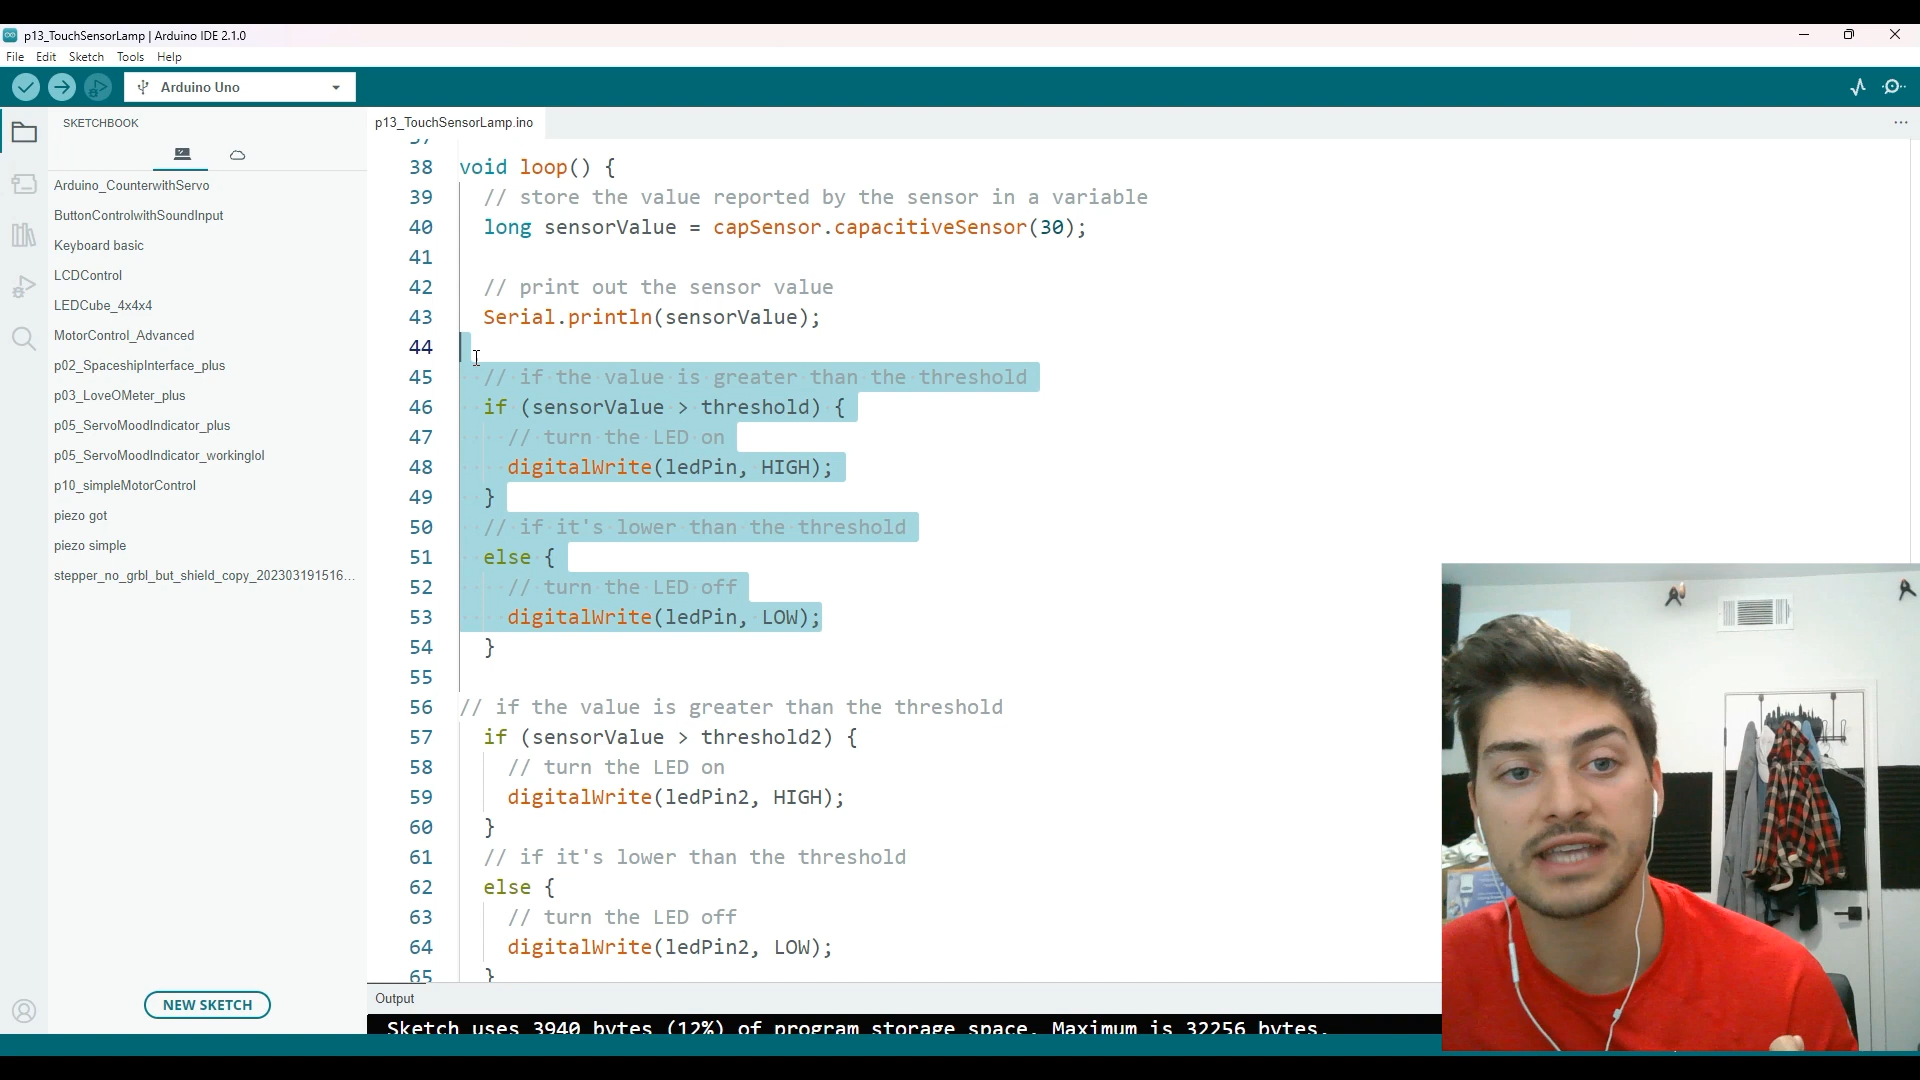 p13_TouchSensorLamp | Arduino IDE 2.1.0
File Edit Sketch Tools Help
Arduino Uno
SKETCHBOOK
p13_TouchSensorLamp.ino
Arduino_CounterwithServo
ButtonControlwithSoundInput
Keyboard basic
LCDControl
LEDCube_4x4x4
MotorControl_Advanced
p02_SpaceshipInterface_plus
p03_LoveOMeter_plus
p05_ServoMoodIndicator_plus
p05_ServoMoodIndicator_workinglol
p10_simpleMotorControl
piezo got
piezo simple
stepper_no_grbl_but_shield_copy_202303191516...
NEW SKETCH
37
38 void loop() {
39 // store the value reported by the sensor in a variable
40 long sensorValue = capSensor.capacitiveSensor(30);
41
42 // print out the sensor value
43 Serial.println(sensorValue);
44
45 // if the value is greater than the threshold
46 if (sensorValue > threshold) {
47 // turn the LED on
48 digitalWrite(ledPin, HIGH);
49 }
50 // if it's lower than the threshold
51 else {
52 // turn the LED off
53 digitalWrite(ledPin, LOW);
54 }
55
56 // if the value is greater than the threshold
57 if (sensorValue > threshold2) {
58 // turn the LED on
59 digitalWrite(ledPin2, HIGH);
60 }
61 // if it's lower than the threshold
62 else {
63 // turn the LED off
64 digitalWrite(ledPin2, LOW);
65 }
Output
Sketch uses 3940 bytes (12%) of program storage space. Maximum is 32256 bytes.